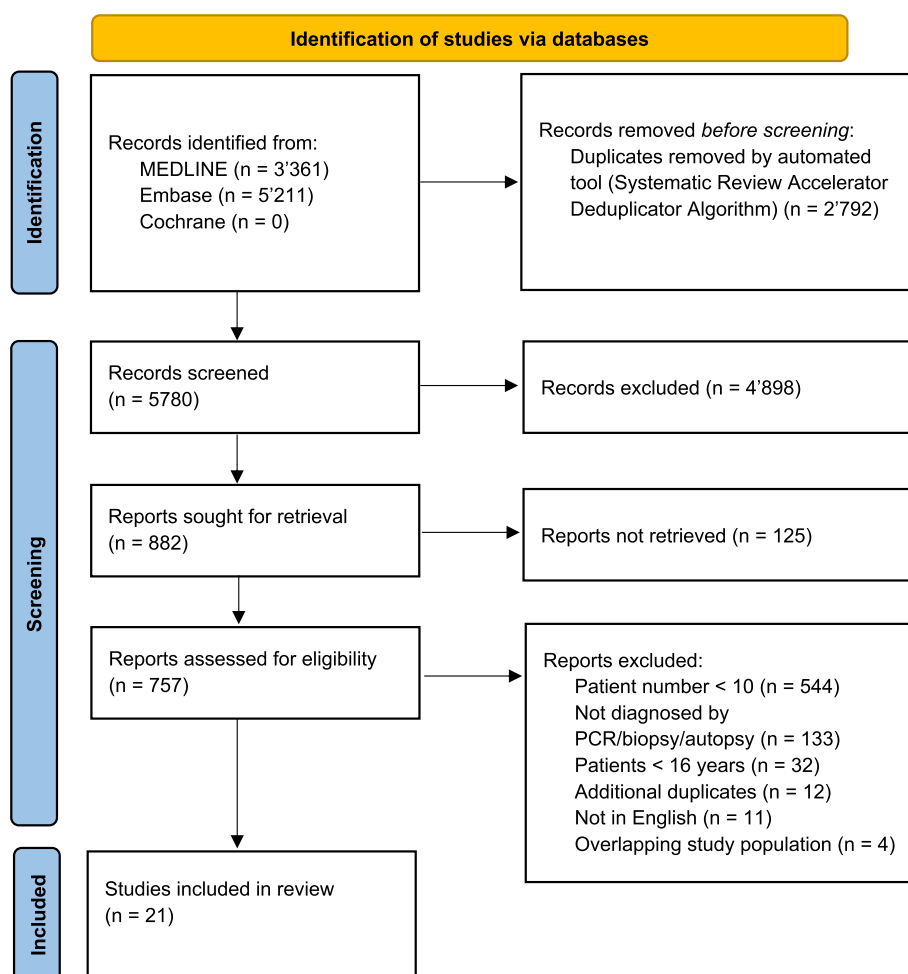 Identification of studies via databases
Identification
Records identified from:
MEDLINE (n = 3’361)
Embase (n = 5’211)
Cochrane (n = 0)
Records removed before screening:
Duplicates removed by automated
tool (Systematic Review Accelerator
Deduplicator Algorithm) (n = 2’792)
Screening
Records screened
(n = 5780)
Records excluded (n = 4’898)
Reports sought for retrieval
(n = 882)
Reports not retrieved (n = 125)
Reports assessed for eligibility
(n = 757)
Reports excluded:
Patient number < 10 (n = 544)
Not diagnosed by
PCR/biopsy/autopsy (n = 133)
Patients < 16 years (n = 32)
Additional duplicates (n = 12)
Not in English (n = 11)
Overlapping study population (n = 4)
Included
Studies included in review
(n = 21)